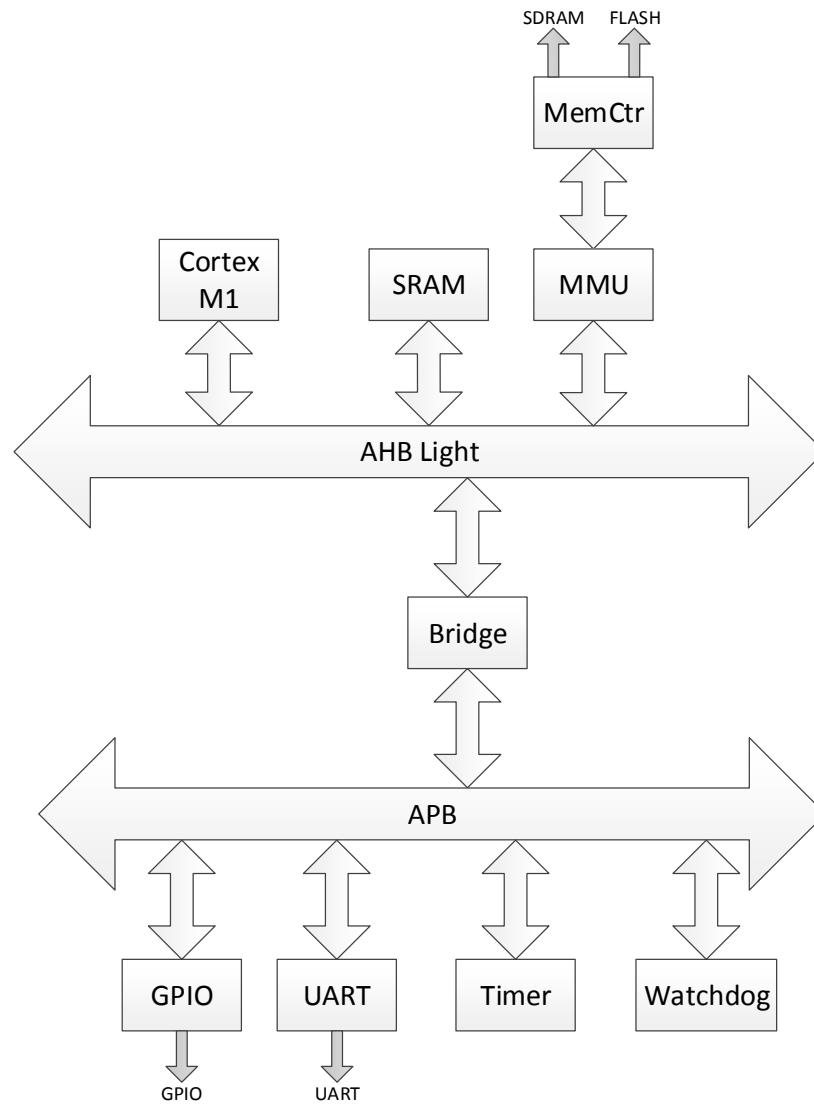 SDRAM FLASH
MemCtr
Cortex
M1
SRAM
MMU
AHB Light
Bridge
APB
GPIO
UART
Timer
Watchdog
GPIO
UART